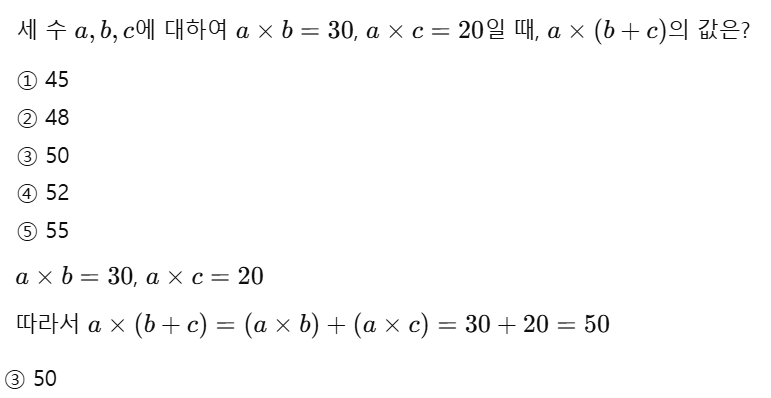 세 수 a, b, c에 대하여 a × b = 30, a × c = 20일 때, a × (b + c)의 값은?
① 45
② 48
③ 50
④ 52
⑤ 55
a × b = 30, a × c = 20
따라서 a × (b + c) = (a × b) + (a × c) = 30 + 20 = 50
③ 50